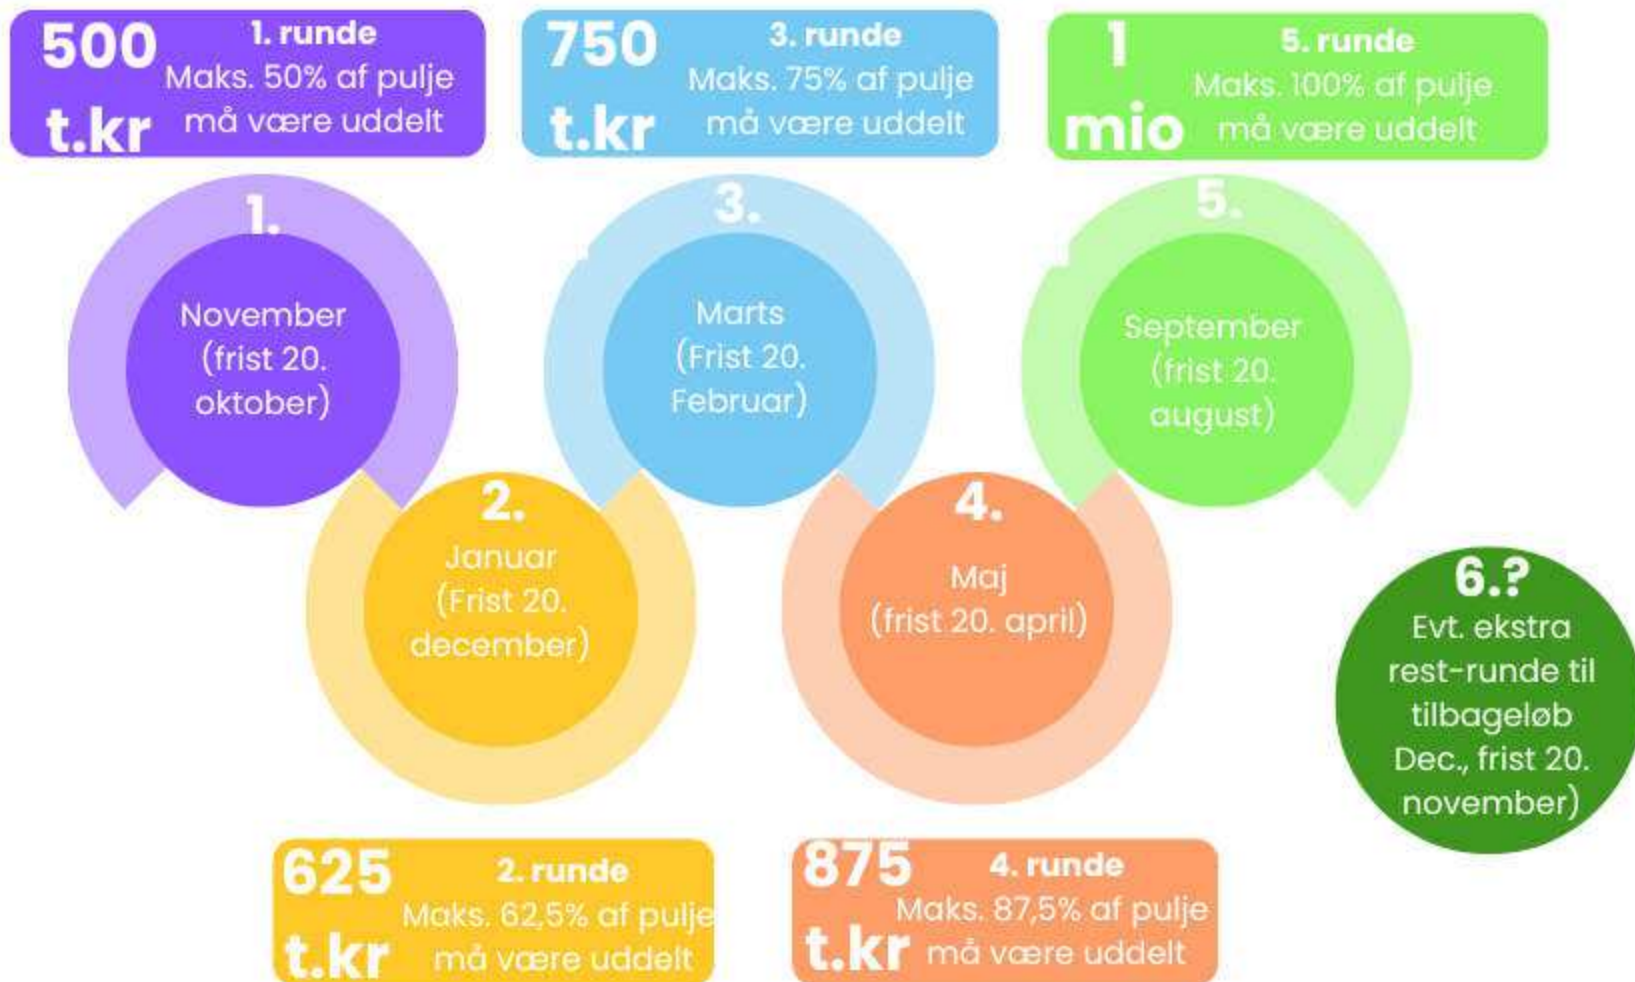 500
t.kr
1. runde
Maks. 50% af pulje
må være uddelt
750
t.kr
3. runde
Maks. 75% af pulje
må være uddelt
1
mio
5. runde
Maks. 100% af pulje
må være uddelt
1.
November
(frist 20.
oktober)
3.
Marts
(Frist 20.
Februar)
5.
September
(frist 20.
august)
2.
Januar
(Frist 20.
december)
4.
Maj
(frist 20. april)
6.?
Evt. ekstra
rest-runde til
tilbageløb
Dec., frist 20.
november)
625
t.kr
2. runde
Maks. 62,5% af pulje
må være uddelt
875
t.kr
4. runde
Maks. 87,5% af pulje
må være uddelt